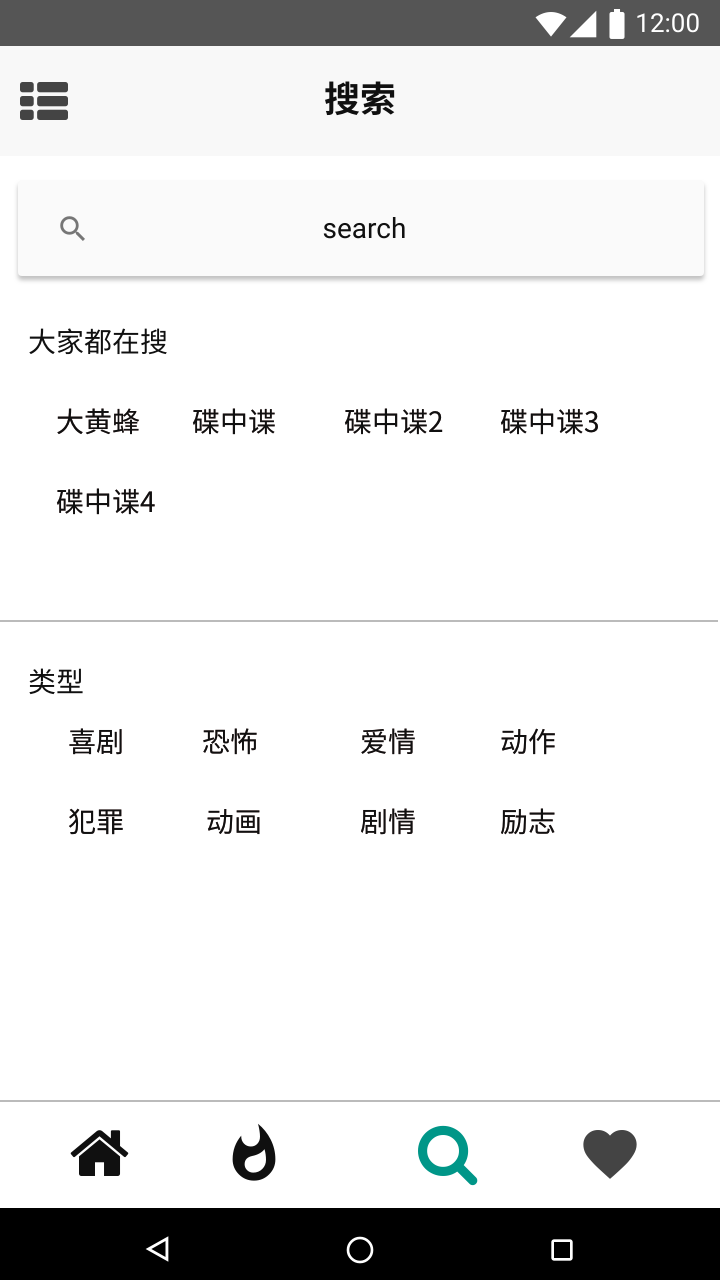 12:00
搜索
search
大家都在搜
大黄蜂 碟中谍 碟中谍2 碟中谍3
碟中谍4
类型
喜剧 恐怖 爱情 动作
犯罪 动画 剧情 励志